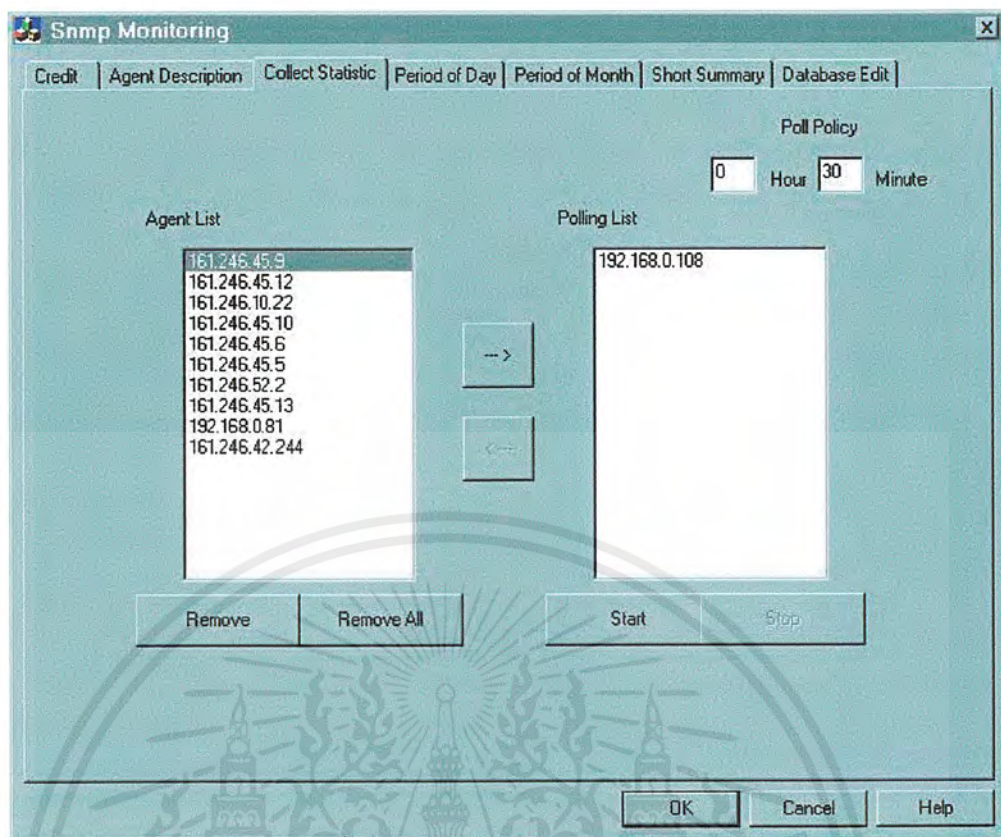 Snmp Monitoring
Credit Agent Description Collect Statistic Period of Day Period of Month Short Summary Database Edit
Poll Policy
0 Hour 30 Minute
Agent List
Polling List
161.246.45.9
161.246.45.12
161.246.10.22
161.246.45.10
161.246.45.6
161.246.45.5
161.246.52.2
161.246.45.13
192.168.0.81
161.246.42.244
--->
<---
192.168.0.108
Remove Remove All
Start Stop
OK Cancel Help